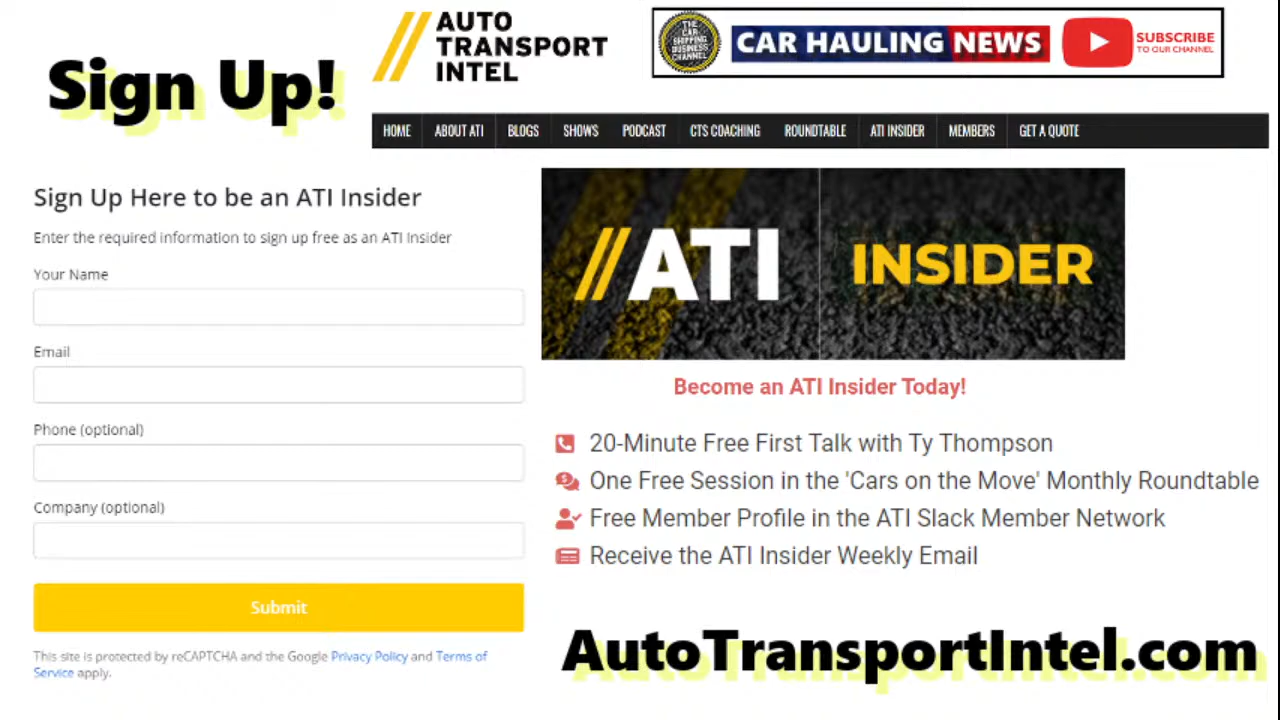 Sign Up!
AUTO
TRANSPORT
INTEL
THE
CAR
SHIPPING
BUSINESS
CHANNEL
CAR HAULING NEWS
SUBSCRIBE
TO OUR CHANNEL
HOME ABOUT ATI BLOGS SHOWS PODCAST CTS COACHING ROUNDTABLE ATI INSIDER MEMBERS GET A QUOTE
Sign Up Here to be an ATI Insider
Enter the required information to sign up free as an ATI Insider
Your Name
Email
Phone (optional)
Company (optional)
Submit
This site is protected by reCAPTCHA and the Google Privacy Policy and Terms of
Service apply.
//ATI INSIDER
Become an ATI Insider Today!
20-Minute Free First Talk with Ty Thompson
One Free Session in the 'Cars on the Move' Monthly Roundtable
Free Member Profile in the ATI Slack Member Network
Receive the ATI Insider Weekly Email
AutoTransportIntel.com